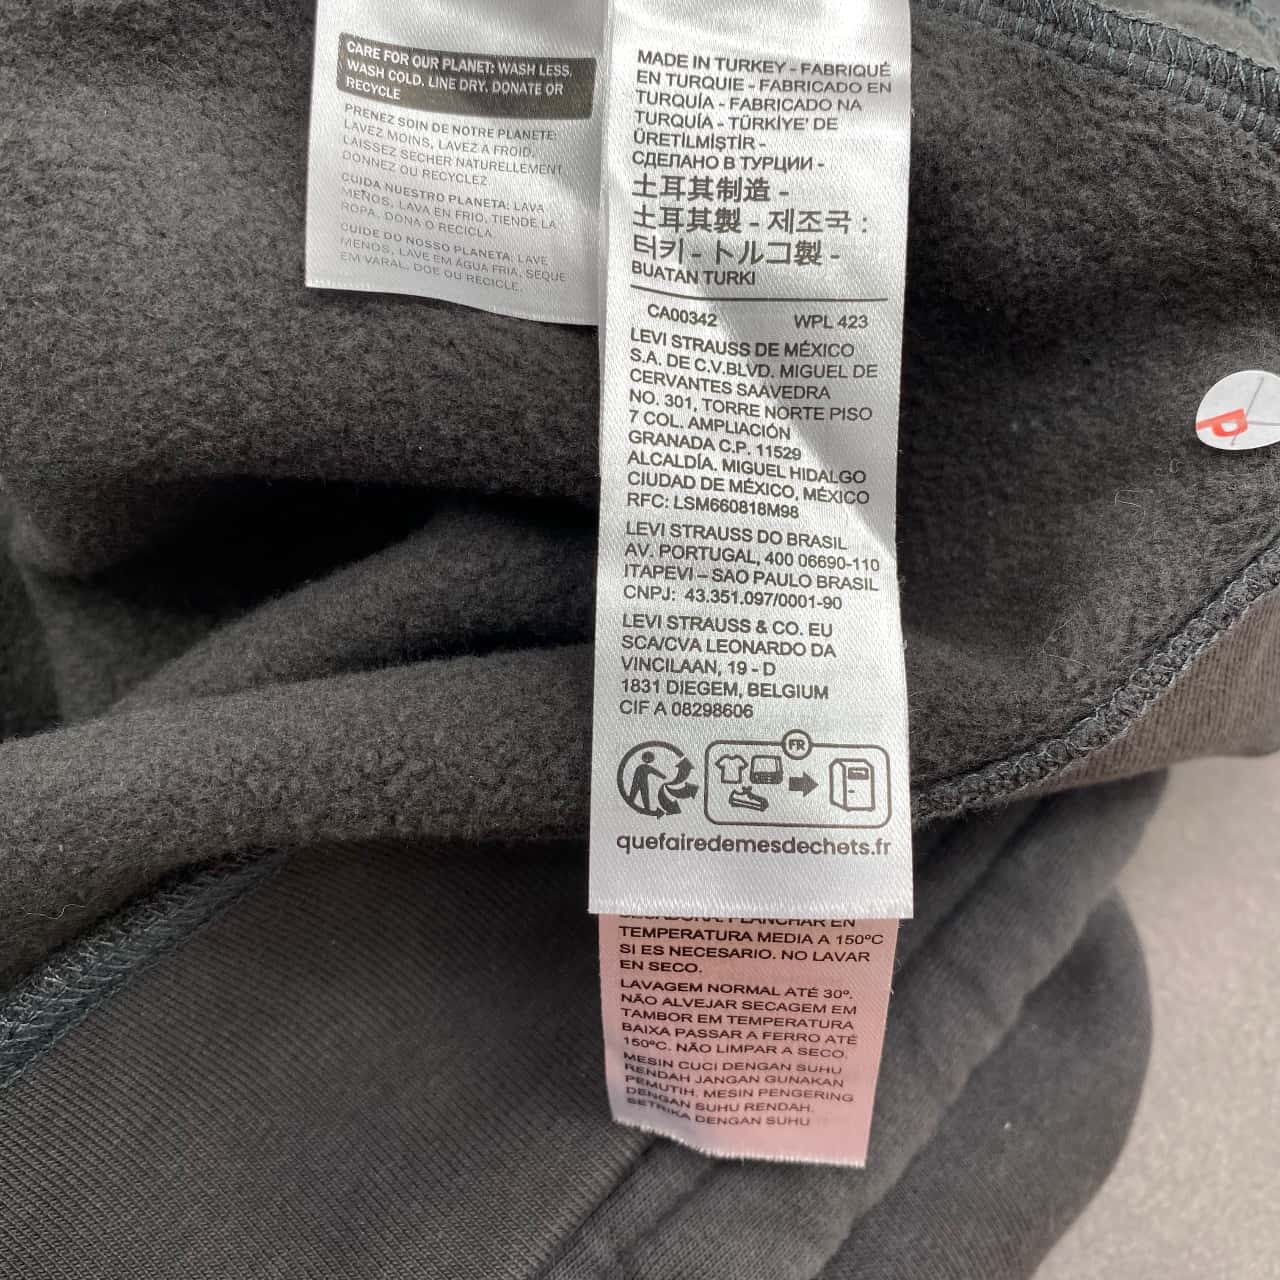 CARE FOR OUR PLANET: WASH LESS,
WASH COLD. LINE DRY. DONATE OR
RECYCLE
PRENEZ SOIN DE NOTRE PLANETE:
LAVEZ MOINS, LAVEZ A FROID,
LAISSEZ SECHER NATURELLEMENT
DONNEZ OU RECYCLEZ
CUIDA NUESTRO PLANETA: LAVA
MENOS, LAVA EN FRIO, TIENDE LA
ROPA, DONA O RECICLA.
CUIDE DO NOSSO PLANETA: LAVE
MENOS, LAVE EM ÁGUA FRIA, SEQUE
EM VARAL, DOE OU RECICLE.
MADE IN TURKEY - FABRIQUÉ
EN TURQUIE - FABRICADO EN
TURQUÍA - FABRICADO NA
TURQUÍA - TÜRKİYE' DE
ÜRETİLMİŞTİR -
СДЕЛАНО В ТУРЦИИ -
土耳其制造 -
土耳其製 - 제조국 :
터키 - トルコ製 -
BUATAN TURKI
CA00342 WPL 423
LEVI STRAUSS DE MÉXICO
S.A. DE C.V.BLVD. MIGUEL DE
CERVANTES SAAVEDRA
NO. 301, TORRE NORTE PISO
7 COL. AMPLIACIÓN
GRANADA C.P. 11529
ALCALDÍA. MIGUEL HIDALGO
CIUDAD DE MÉXICO, MÉXICO
RFC: LSM660818M98
LEVI STRAUSS DO BRASIL
AV. PORTUGAL, 400 06690-110
ITAPEVI – SAO PAULO BRASIL
CNPJ: 43.351.097/0001-90
LEVI STRAUSS & CO. EU
SCA/CVA LEONARDO DA
VINCILAAN, 19 - D
1831 DIEGEM, BELGIUM
CIF A 08298606
FR
quefairedemesdechets.fr
SECADORA. PLANCHAR EN
TEMPERATURA MEDIA A 150ºC
SI ES NECESARIO. NO LAVAR
EN SECO.
LAVAGEM NORMAL ATÉ 30º.
NÃO ALVEJAR SECAGEM EM
TAMBOR EM TEMPERATURA
BAIXA PASSAR A FERRO ATÉ
150ºC. NÃO LIMPAR A SECO.
MESIN CUCI DENGAN SUHU
RENDAH JANGAN GUNAKAN
PEMUTIH. MESIN PENGERING
DENGAN SUHU RENDAH.
SETRIKA DENGAN SUHU
P